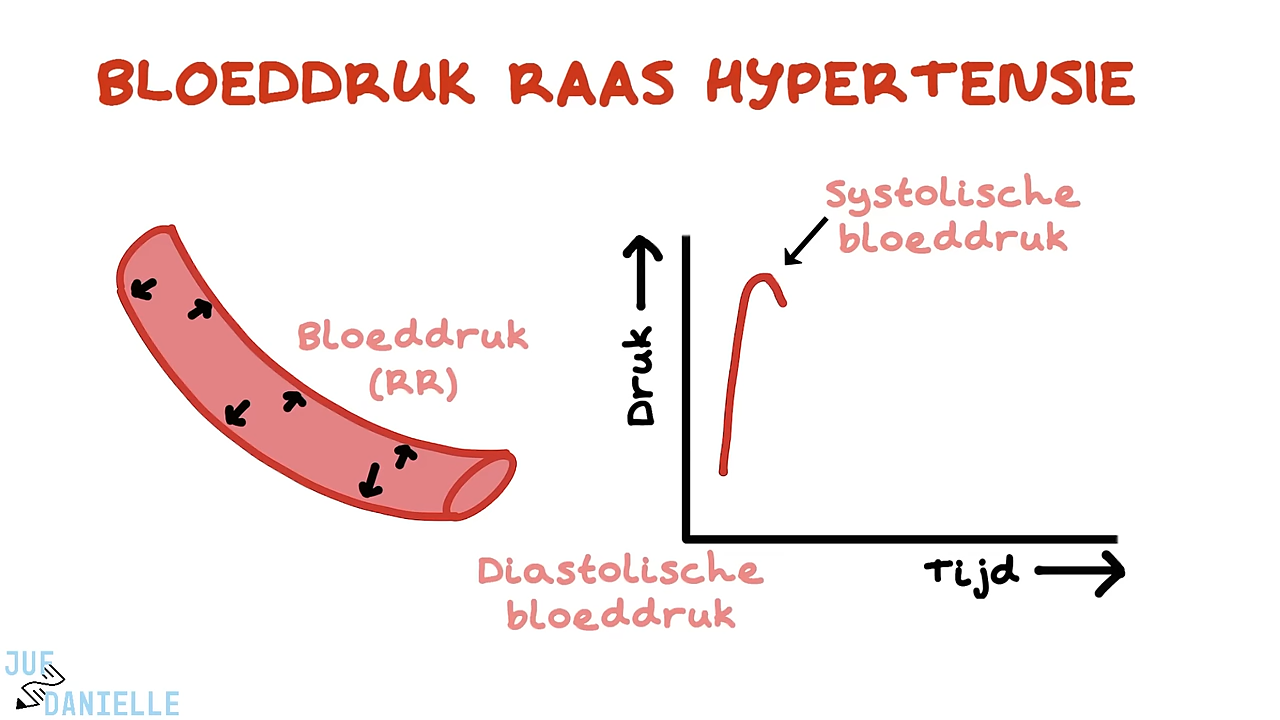 BLOEDDRUK RAAS HYPERTENSIE
Systolische
bloeddruk
Bloeddruk
(RR)
Druk
Tijd
Diastolische
bloeddruk
JUF
DANIELLE